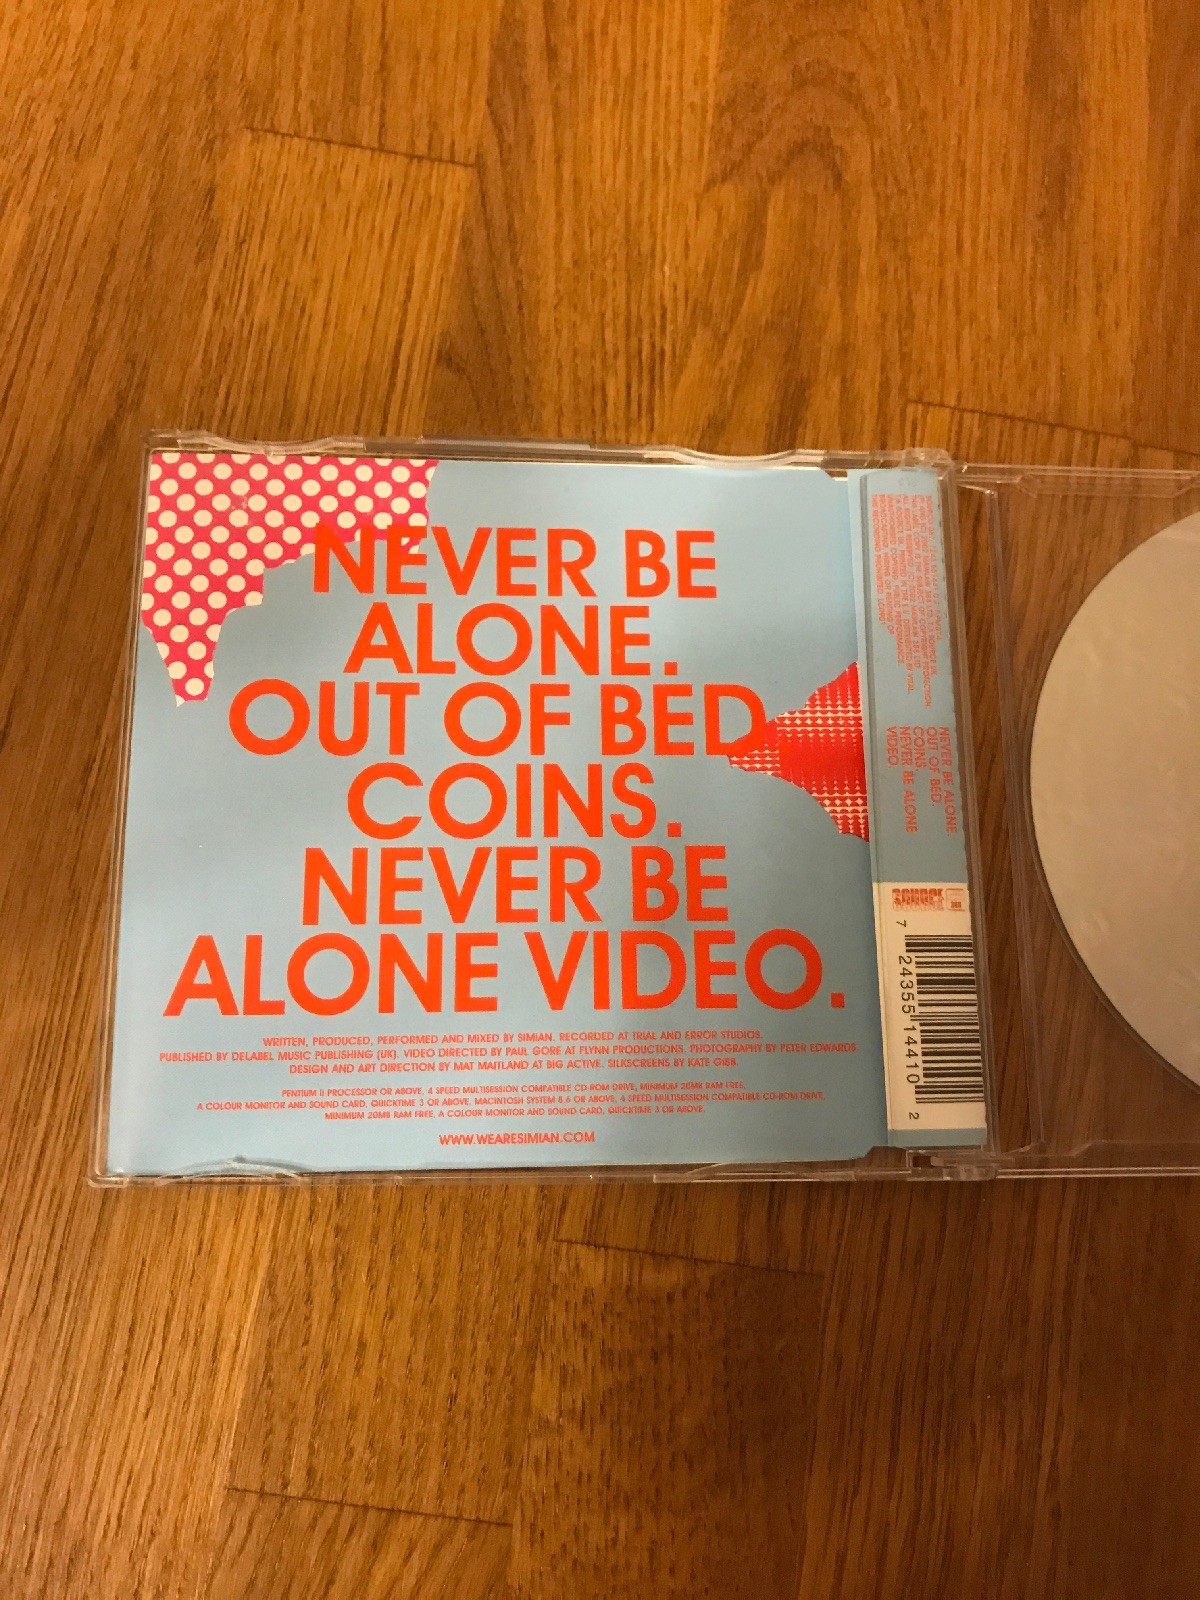 NEVER BE
ALONE.
OUT OF BED
COINS.
NEVER BE
ALONE VIDEO.
WRITTEN, PRODUCED, PERFORMED AND MIXED BY SIMIAN. RECORDED AT TRIAL AND ERROR STUDIOS.
PUBLISHED BY DELABEL MUSIC PUBLISHING (UK). VIDEO DIRECTED BY PAUL GORE AT FLYNN PRODUCTIONS. PHOTOGRAPHY BY PETER EDWARDS.
DESIGN AND ART DIRECTION BY MAT MAITLAND AT BIG ACTIVE. SILKSCREENS BY KATE GIBB.
PENTIUM II PROCESSOR OR ABOVE, 4 SPEED MULTISESSION COMPATIBLE CD-ROM DRIVE, MINIMUM 20MB RAM FREE,
A COLOUR MONITOR AND SOUND CARD, QUICKTIME 3 OR ABOVE. MACINTOSH SYSTEM 8.6 OR ABOVE, 4 SPEED MULTISESSION COMPATIBLE CD-ROM DRIVE,
MINIMUM 20MB RAM FREE, A COLOUR MONITOR AND SOUND CARD, QUICKTIME 3 OR ABOVE.
WWW.WEARESIMIAN.COM
NEVER BE ALONE
OUT OF BED.
COINS.
NEVER BE ALONE
VIDEO.
SOURCE
7 24355 14410 2